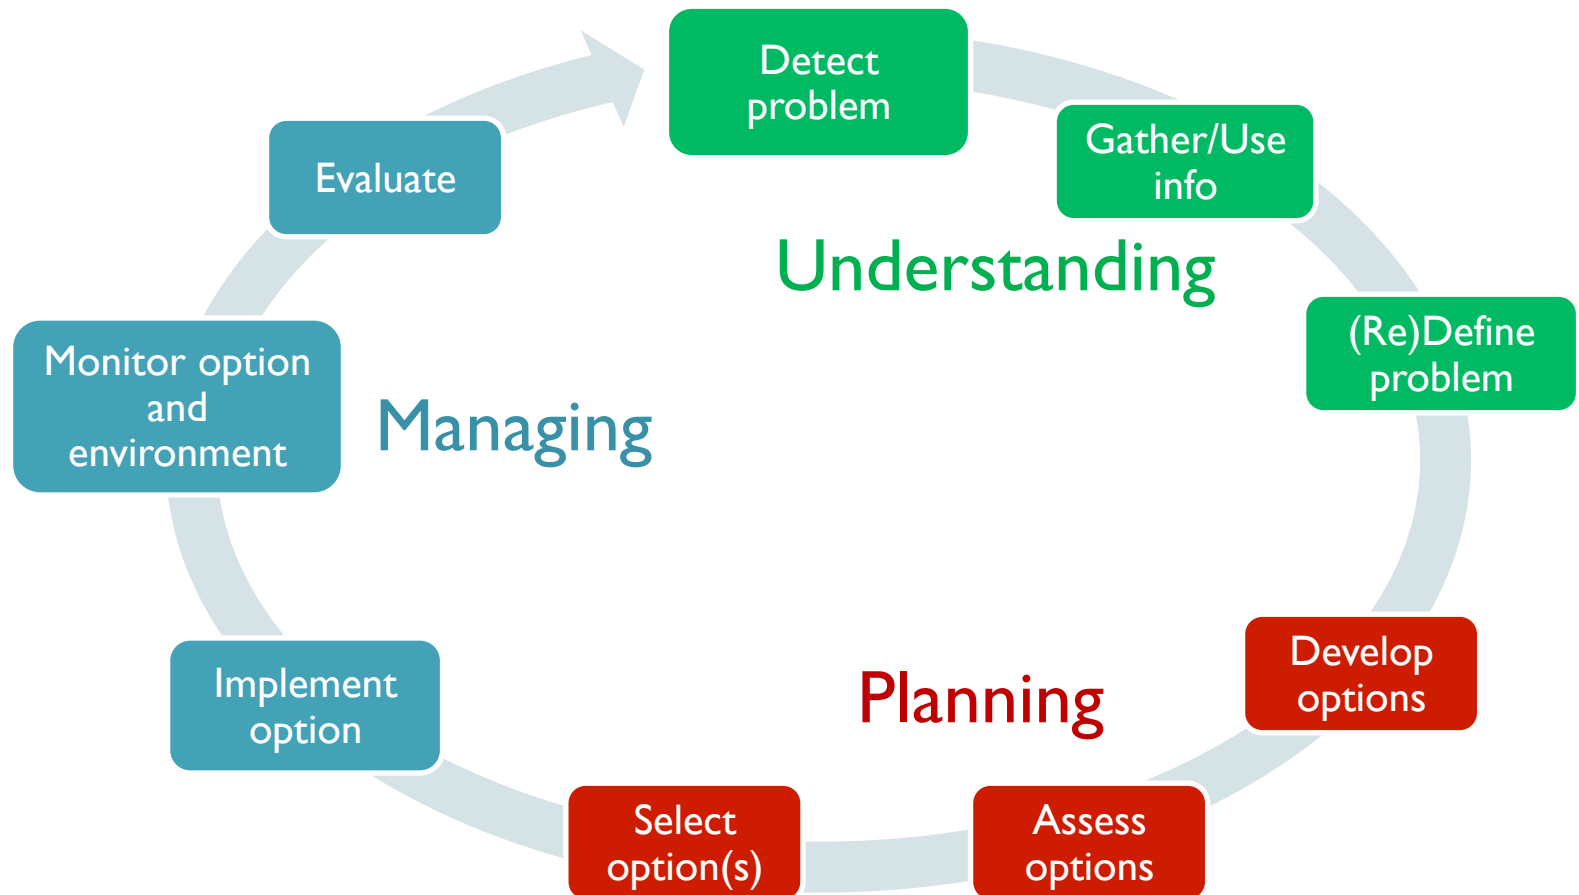 Detect
problem
Gather/Use
info
Understanding
(Re)Define
problem
Develop
options
Planning
Assess
options
Select
option(s)
Implement
option
Managing
Monitor option
and
environment
Evaluate